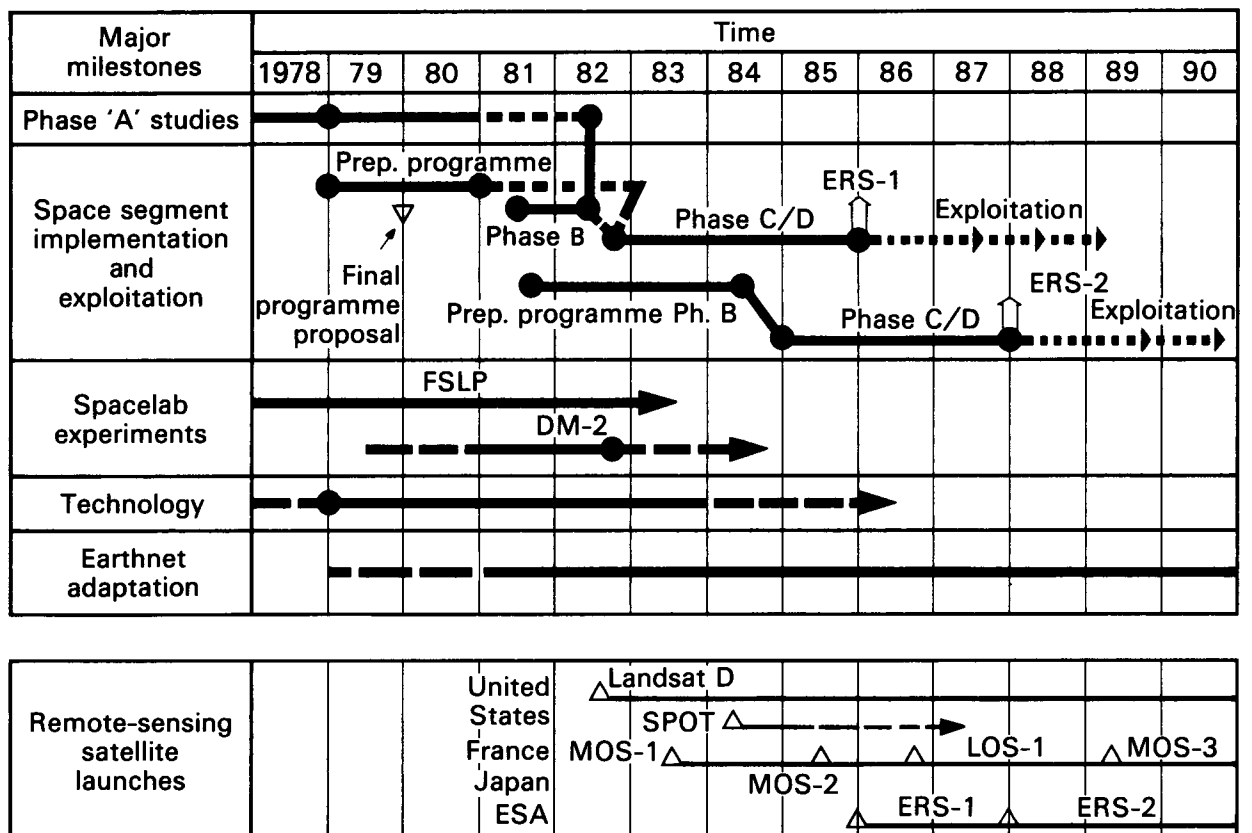 Major
milestones
Time
1978 79 80 81 82 83 84 85 86 87 88 89 90
Phase 'A' studies
Space segment
implementation
and
exploitation
Prep. programme
ERS-1
Phase B
Phase C/D
Exploitation
Final
programme
proposal
Prep. programme Ph. B
ERS-2
Phase C/D
Exploitation
Spacelab
experiments
FSLP
DM-2
Technology
Earthnet
adaptation
Remote-sensing
satellite
launches
United
States
France
Japan
ESA
Landsat D
SPOT
MOS-1
LOS-1
MOS-3
MOS-2
ERS-1
ERS-2